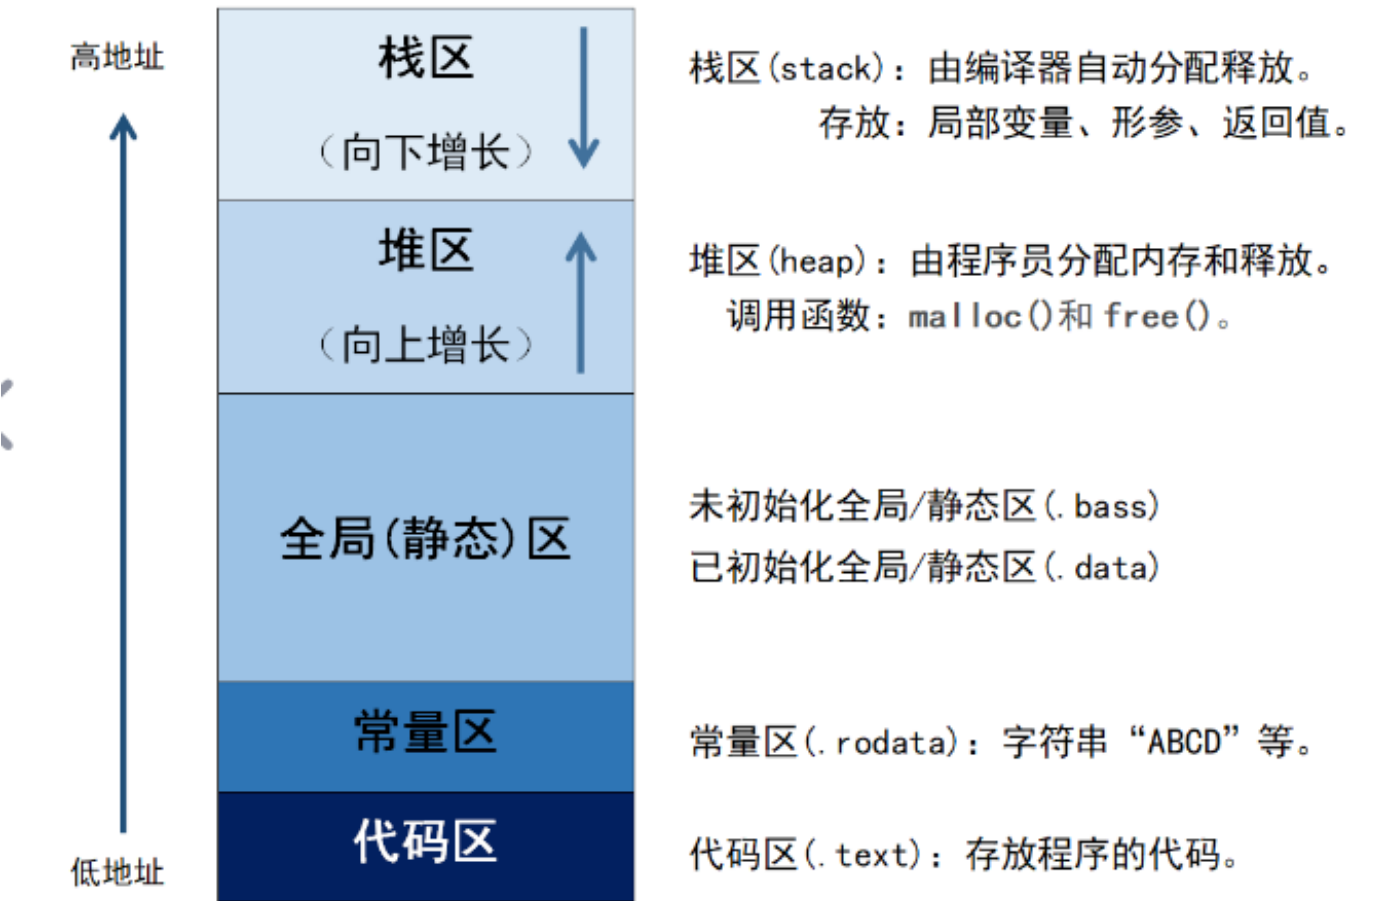 高地址
栈区
(向下增长)
栈区(stack)：由编译器自动分配释放。
存放：局部变量、形参、返回值。
堆区
(向上增长)
堆区(heap)：由程序员分配内存和释放。
调用函数：malloc()和 free()。
全局(静态)区
未初始化全局/静态区(.bass)
已初始化全局/静态区(.data)
常量区
常量区(.rodata)：字符串“ABCD”等。
代码区
代码区(.text)：存放程序的代码。
低地址